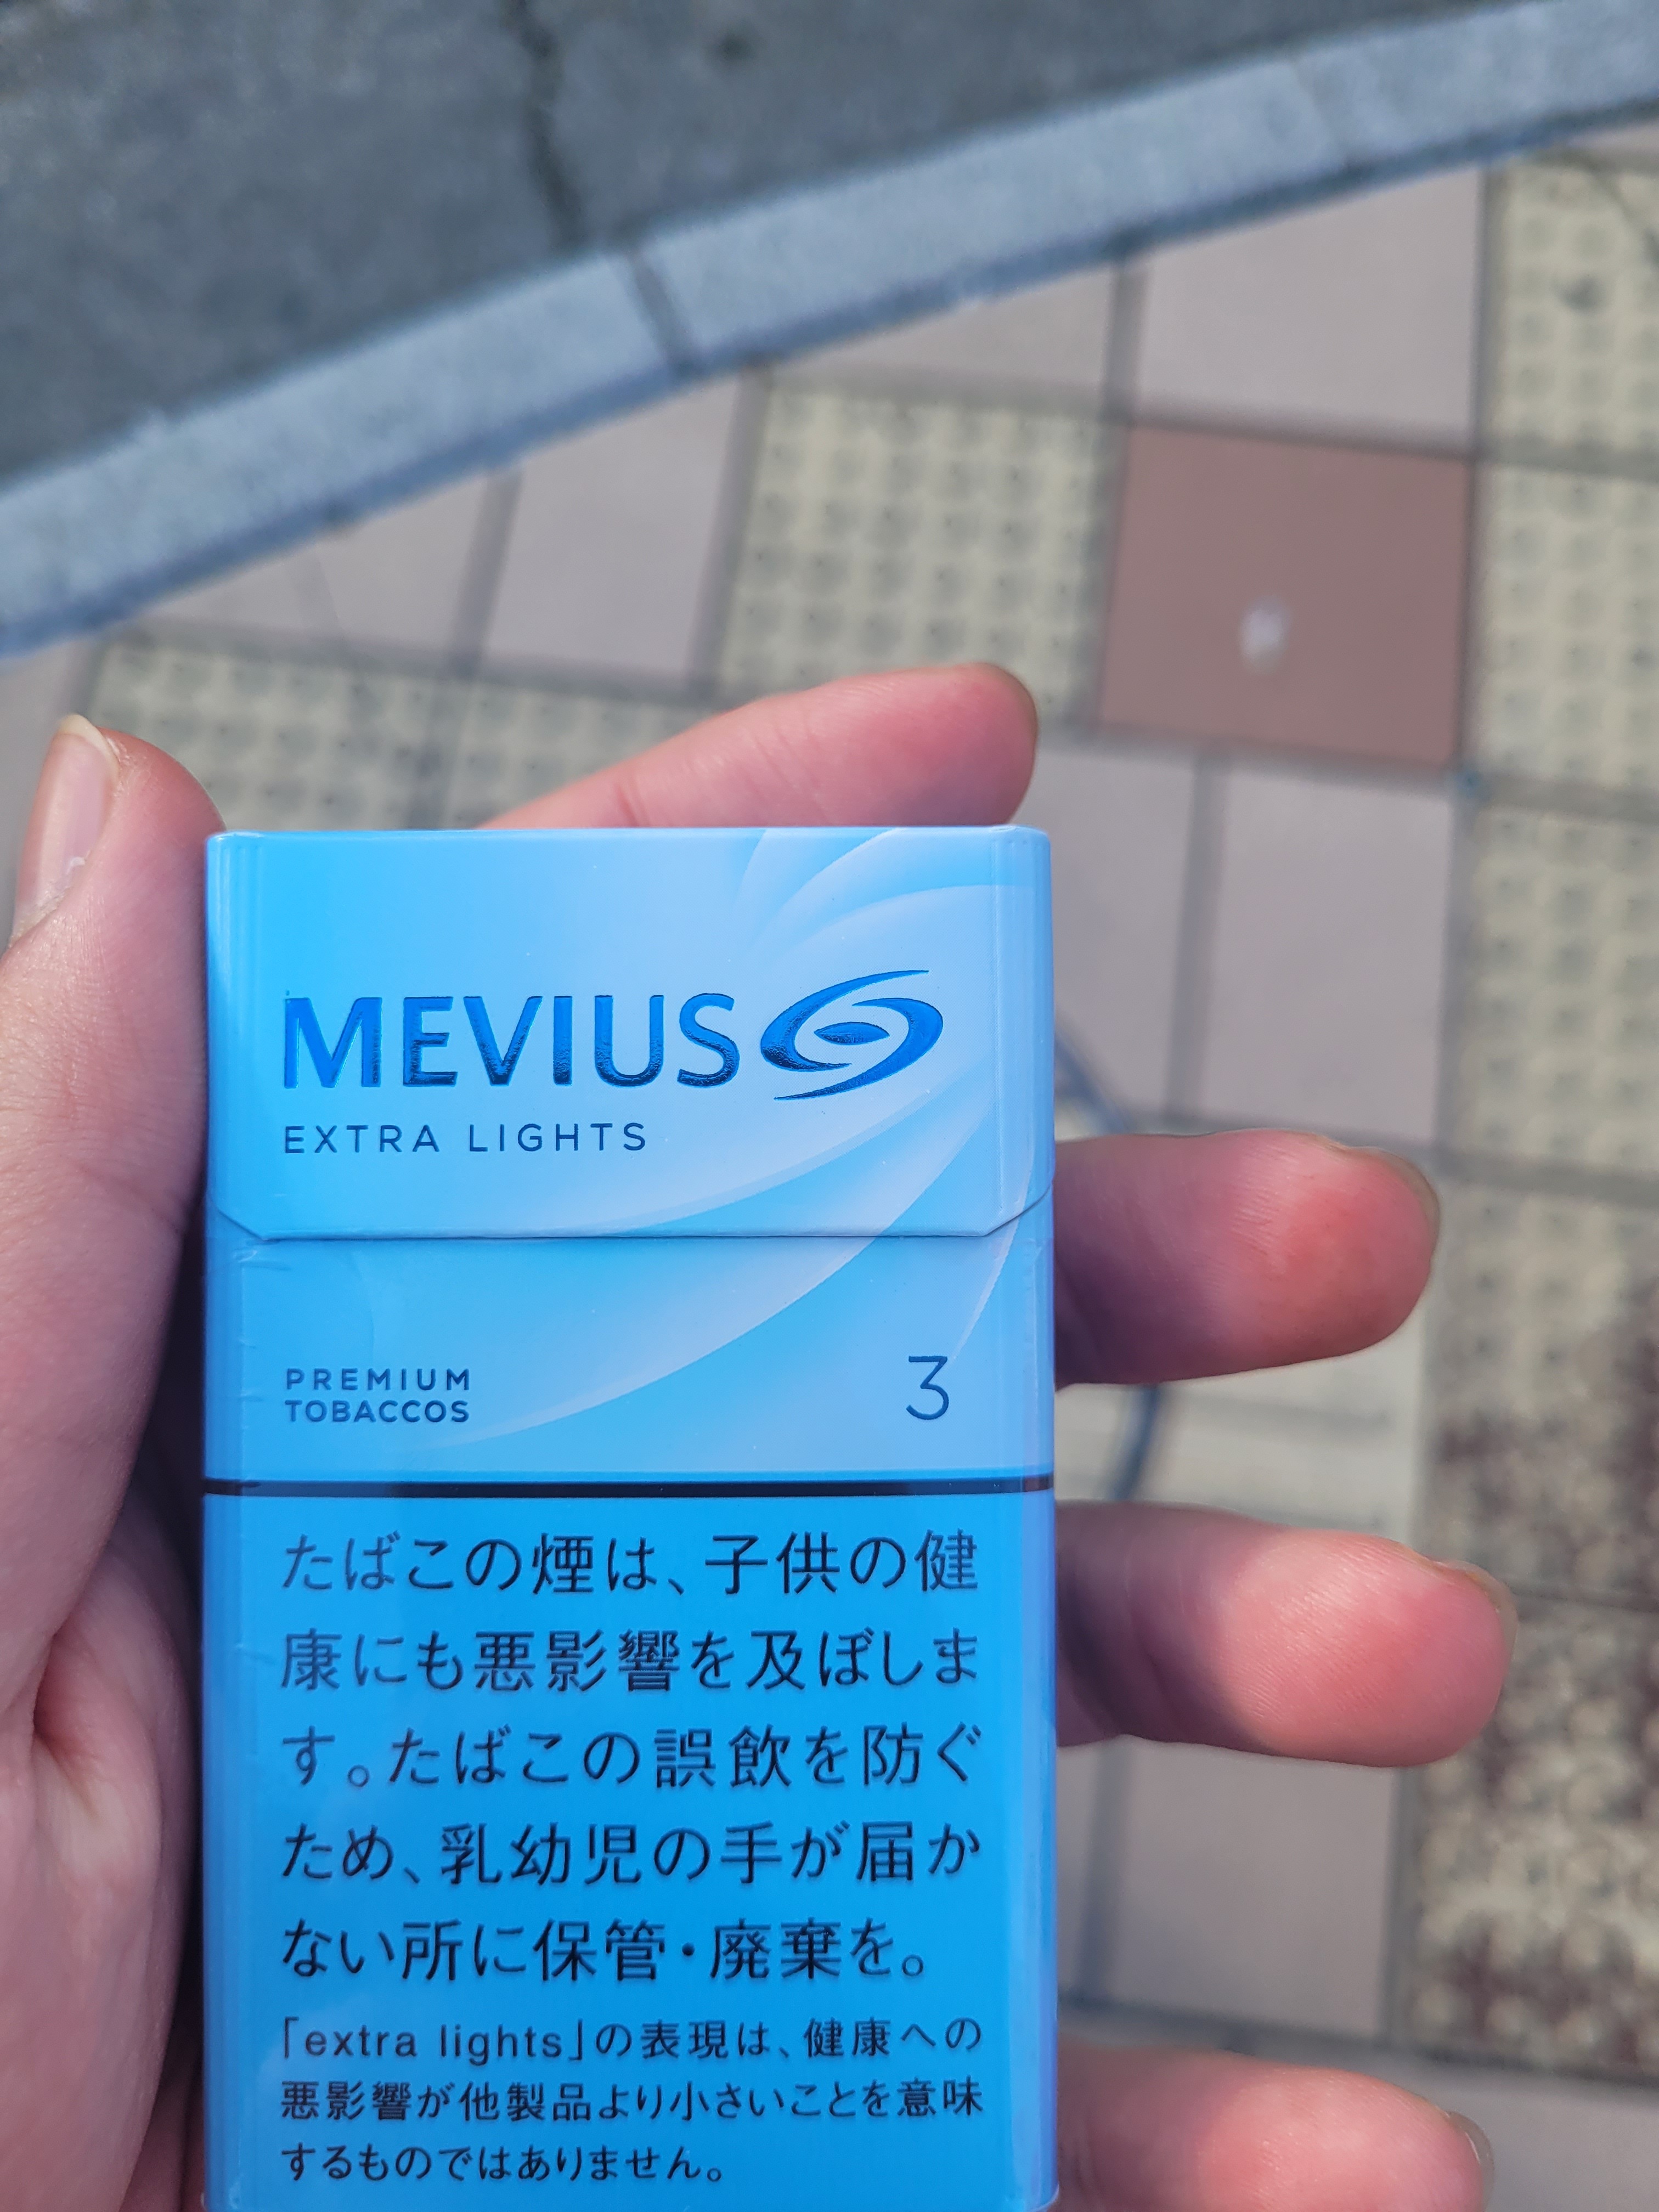 MEVIUS
EXTRA LIGHTS
PREMIUM
TOBACCOS
3
たばこの煙は、子供の健
康にも悪影響を及ぼしま
す。たばこの誤飲を防ぐ
ため、乳幼児の手が届か
ない所に保管・廃棄を。
「extra lights」の表現は、健康への
悪影響が他製品より小さいことを意味
するものではありません。